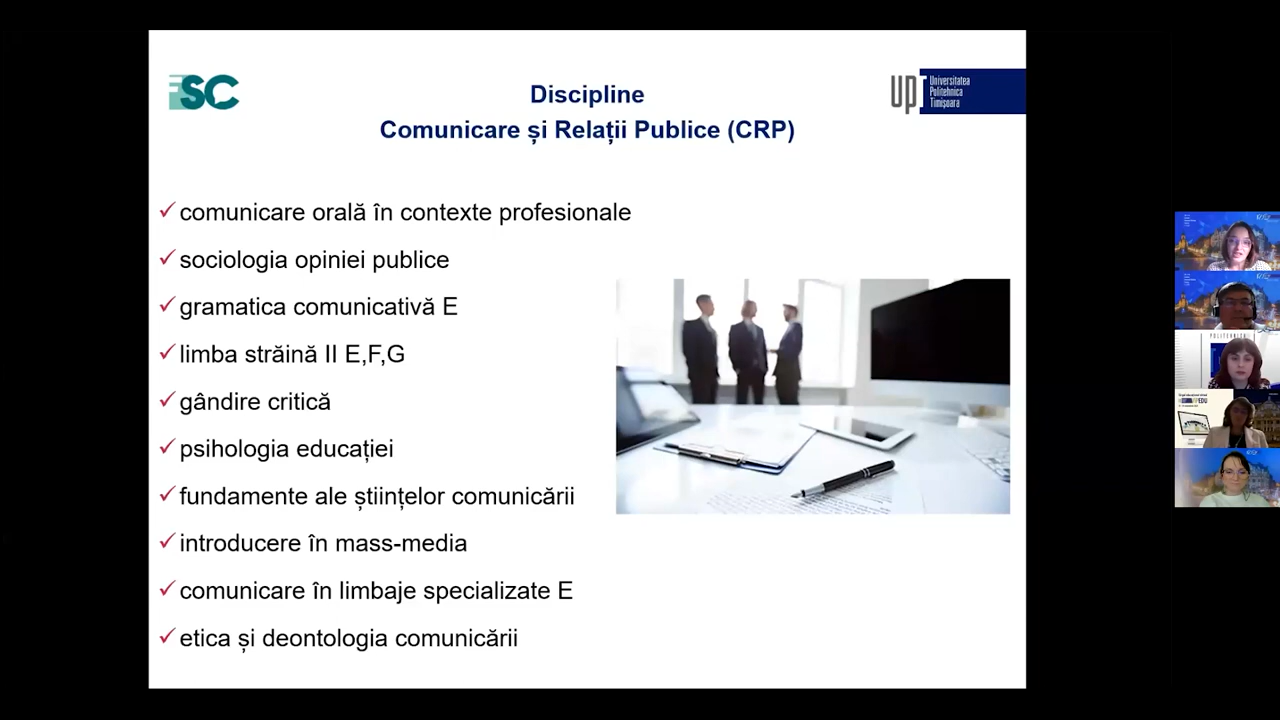 FSC
Discipline
Comunicare și Relații Publice (CRP)
UPT
Universitatea
Politehnica
Timișoara
comunicare orală în contexte profesionale
sociologia opiniei publice
gramatica comunicativă E
limba străină II E,F,G
gândire critică
psihologia educației
fundamente ale științelor comunicării
introducere în mass-media
comunicare în limbaje specializate E
etica și deontologia comunicării